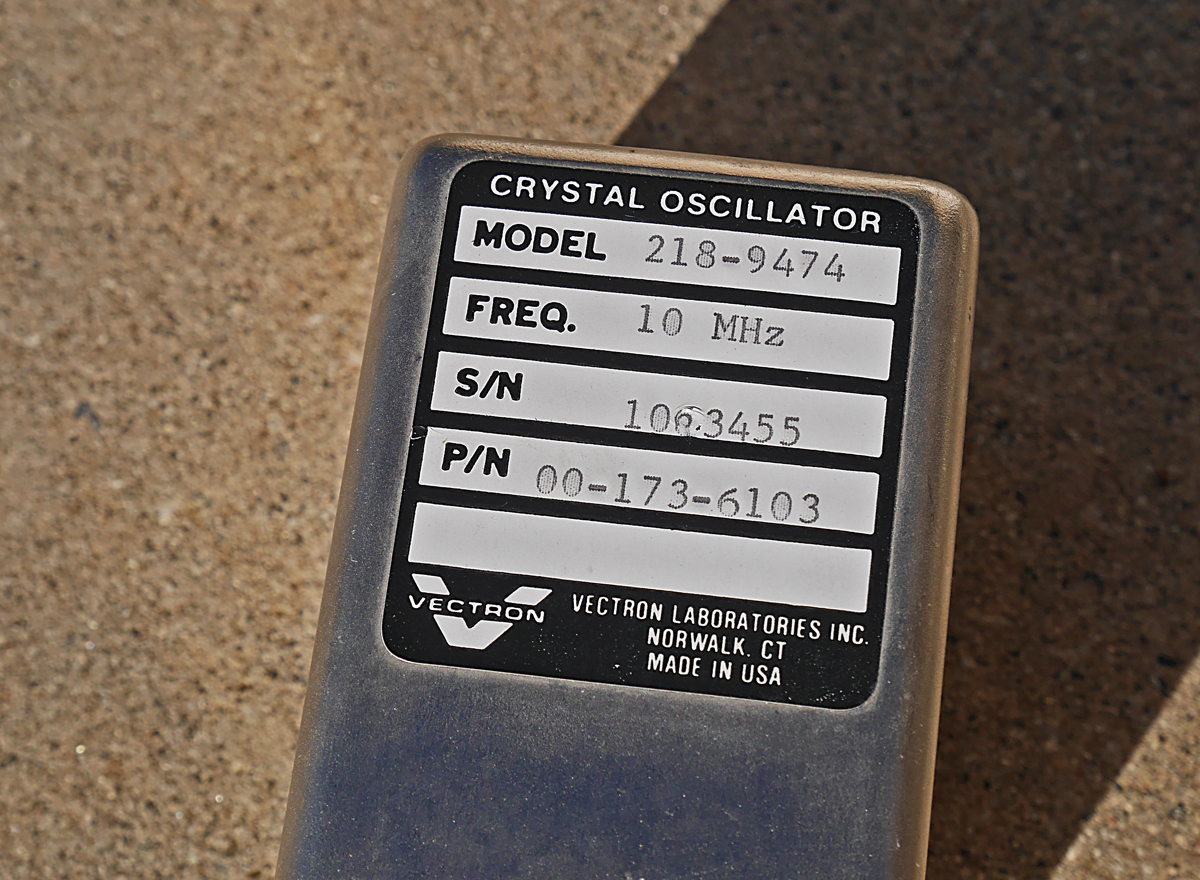 CRYSTAL OSCILLATOR
MODEL 218-9474
FREQ. 10 MHz
S/N 1063455
P/N 00-173-6103
VECTRON
VECTRON LABORATORIES INC.
NORWALK. CT
MADE IN USA